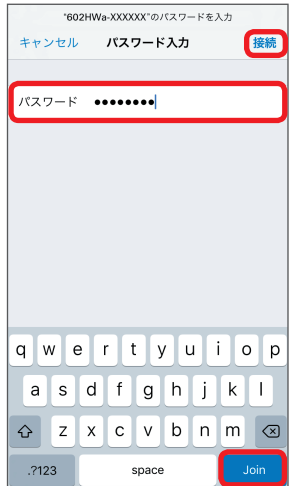 "602HWa-XXXXXX"のパスワードを入力
キャンセル パスワード入力 接続
パスワード ●●●●●●●●
q w e r t y u i o p
a s d f g h j k l
z x c v b n m
.?123 space Join